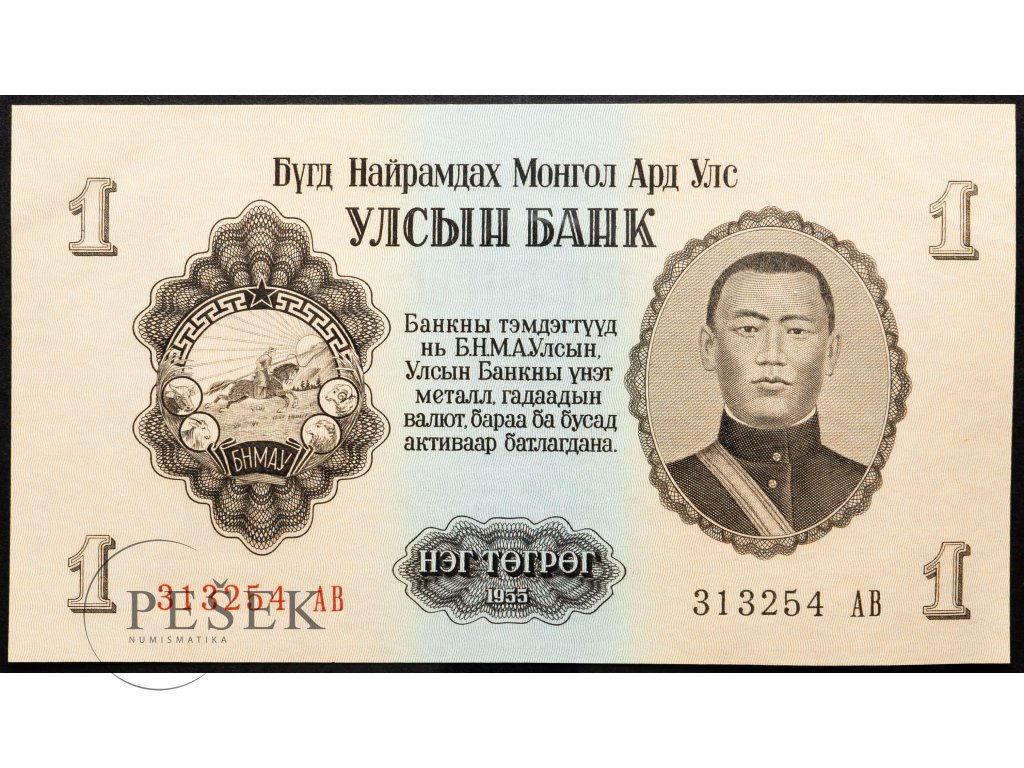 Бүгд Найрамдах Монгол Ард Улс
УЛСЫН БАНК
1
1
Банкны тэмдэгтүүд
нь Б.Н.М.А.Улсын,
Улсын Банкны үнэт
металл, гадаадын
валют, бараа ба бусад
активаар батлагдана.
БНМАУ
НЭГ ТӨГРӨГ
1955
1
1
313254 АВ
313254 АВ
PEŠEK
NUMISMATIKA